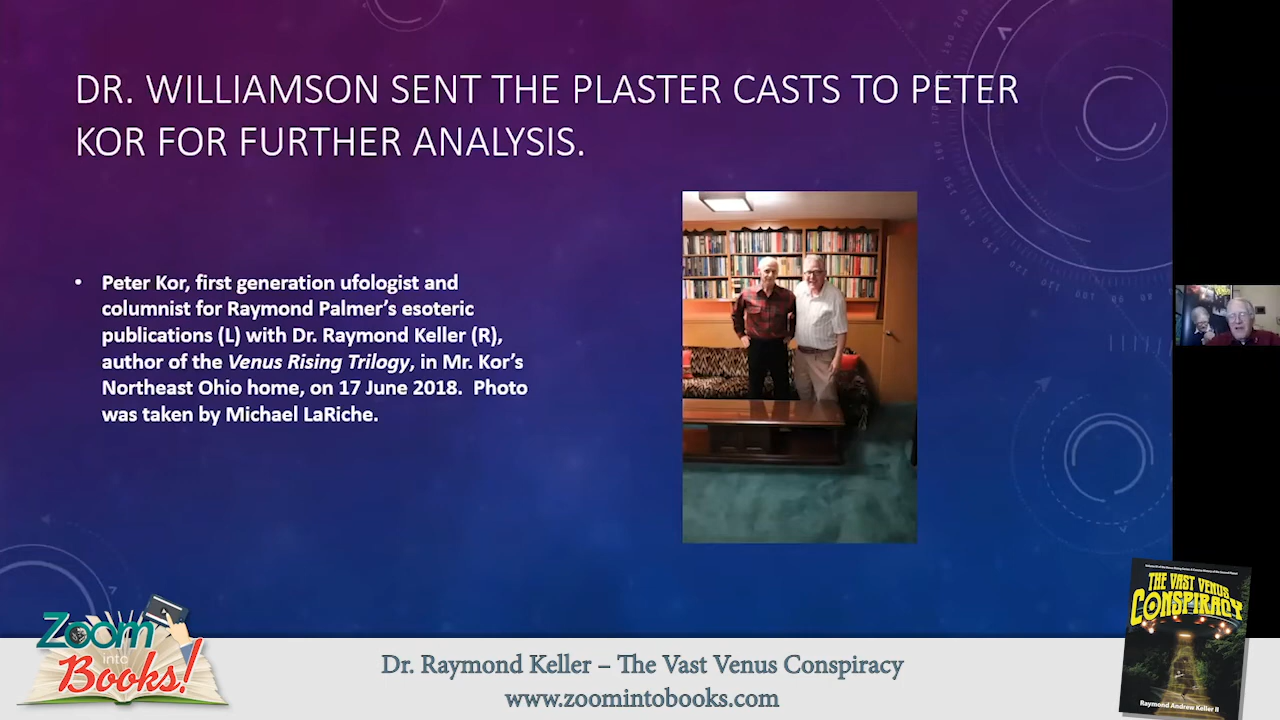 DR. WILLIAMSON SENT THE PLASTER CASTS TO PETER
KOR FOR FURTHER ANALYSIS.
• Peter Kor, first generation ufologist and
columnist for Raymond Palmer’s esoteric
publications (L) with Dr. Raymond Keller (R),
author of the Venus Rising Trilogy, in Mr. Kor’s
Northeast Ohio home, on 17 June 2018. Photo
was taken by Michael LaRiche.
Zoom
into
Books!
Dr. Raymond Keller – The Vast Venus Conspiracy
www.zoomintobooks.com
THE VAST VENUS
CONSPIRACY
Raymond Andrew Keller II